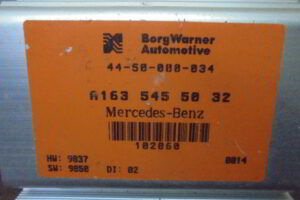 BorgWarner
Automotive
44-50-000-034
A163 545 50 32
Mercedes-Benz
102060
HW: 9837 0014
SW: 9850 DI: 02